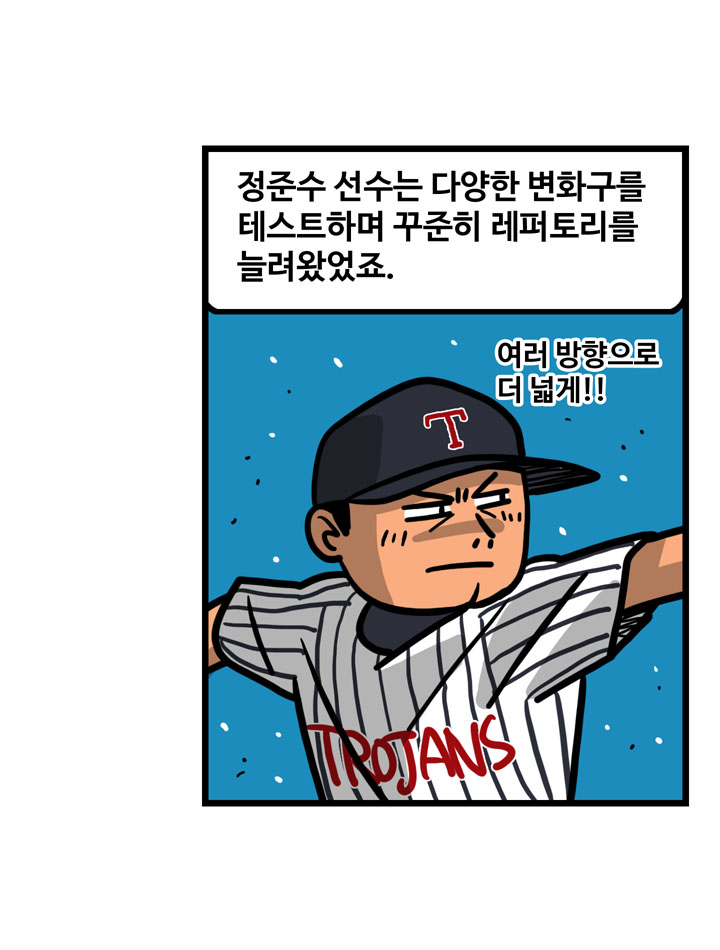 정준수 선수는 다양한 변화구를
테스트하며 꾸준히 레퍼토리를
늘려왔었죠.
여러 방향으로
더 넓게!!
T
TROJANS